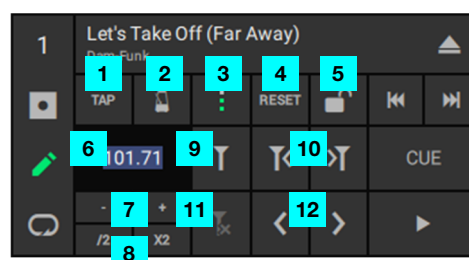 1 Let's Take Off (Far Away)
Dam-Funk
1 2 3 4 5
TAP RESET
6 101.71 9 10 CUE
- 7 + 11 12
/2 8 X2